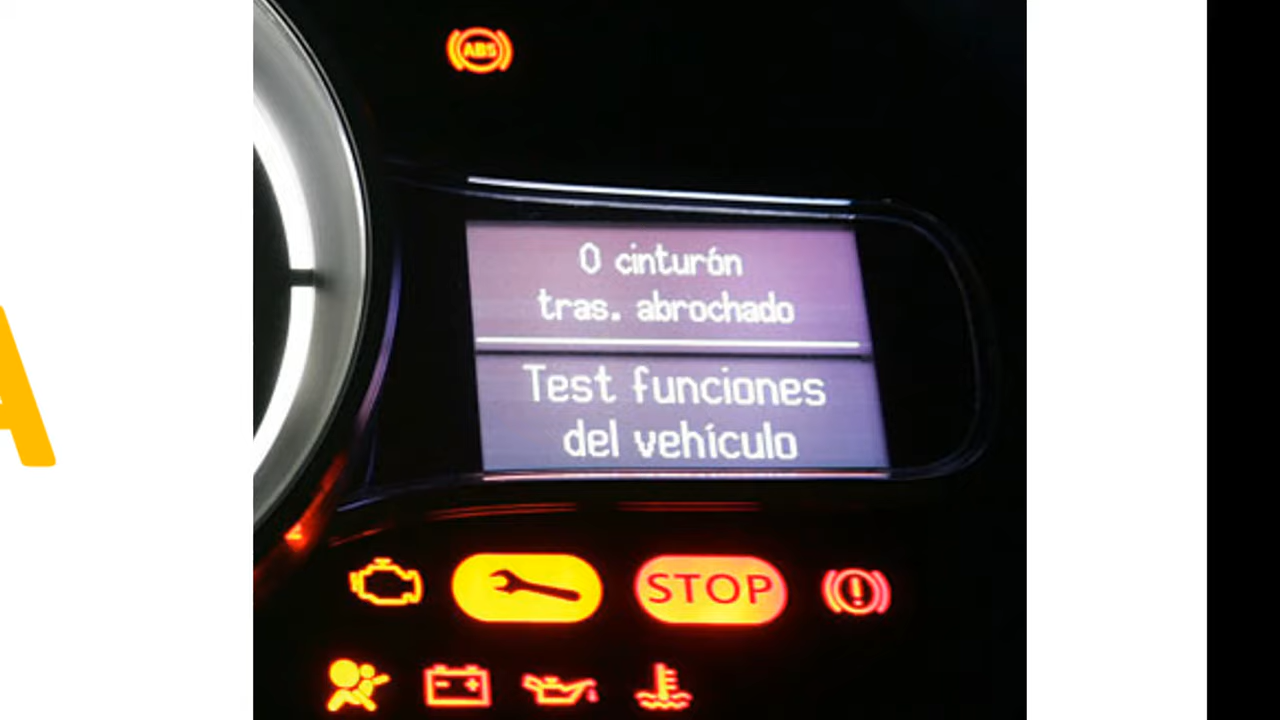 ABS
0 cinturón
tras. abrochado
Test funciones
del vehículo
STOP
A